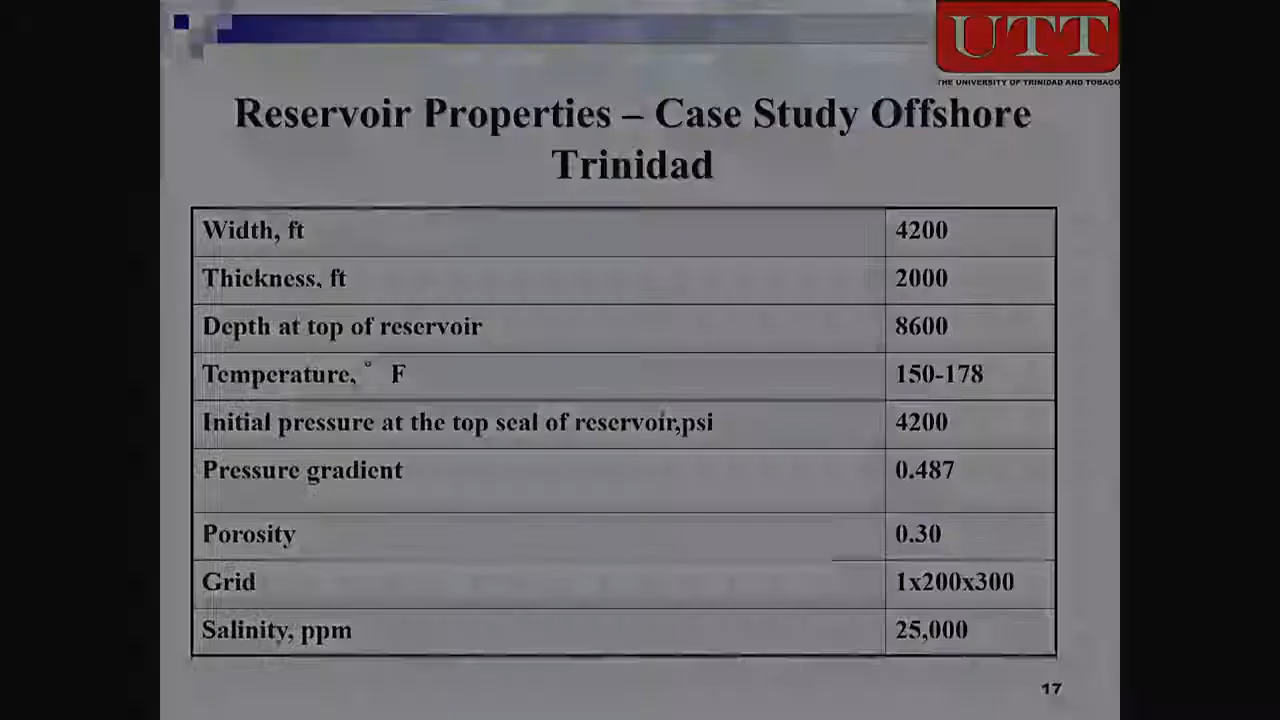 UTT
THE UNIVERSITY OF TRINIDAD AND TOBAGO
Reservoir Properties – Case Study Offshore
Trinidad
Width, ft 4200
Thickness, ft 2000
Depth at top of reservoir 8600
Temperature, ° F 150-178
Initial pressure at the top seal of reservoir,psi 4200
Pressure gradient 0.487
Porosity 0.30
Grid 1x200x300
Salinity, ppm 25,000
17